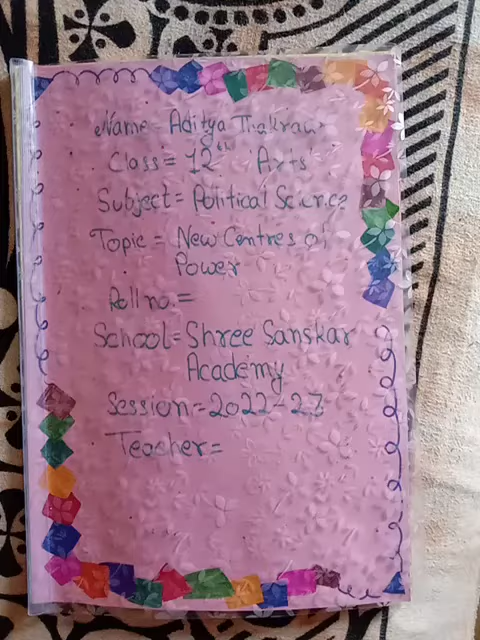 Name = Aditya Thakraw
Class = 12th Arts
Subject = Political Science
Topic = New Centres of
Power
Roll no. =
School = Shree Sanskar
Academy
Session = 2022-23
Teacher =